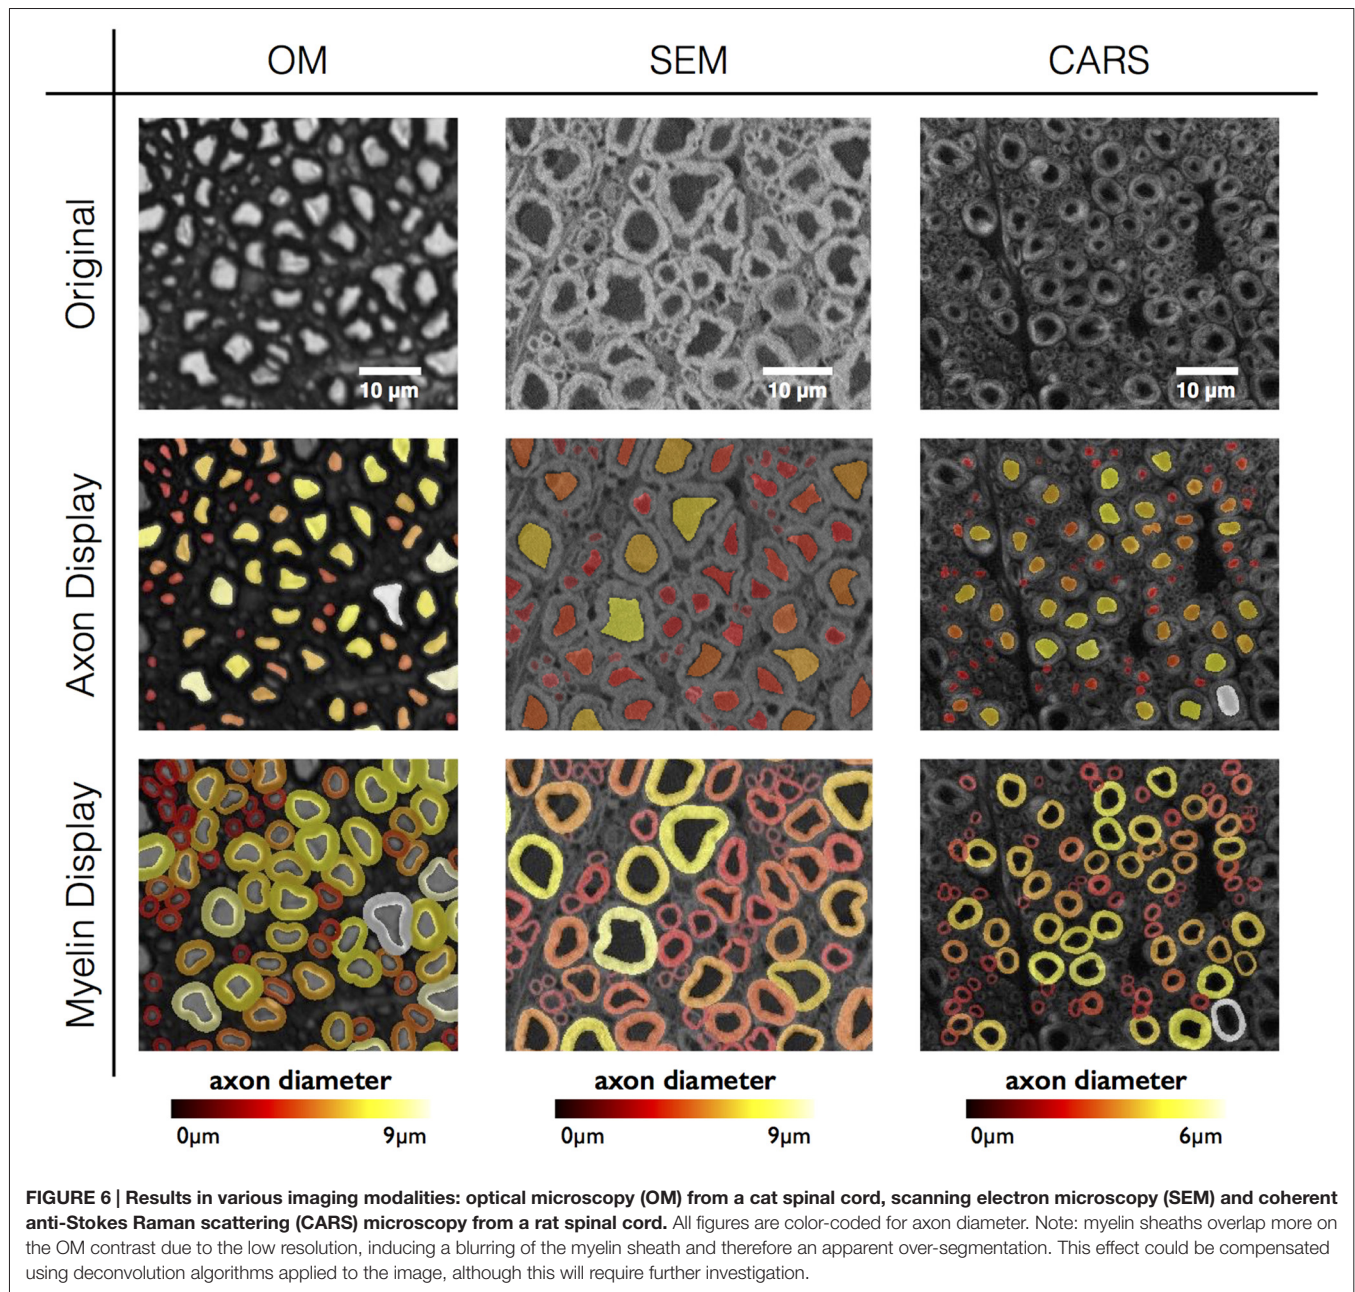 OM SEM CARS
Original
10 μm 10 μm 10 μm
Axon Display
Myelin Display
axon diameter axon diameter axon diameter
0μm 9μm 0μm 9μm 0μm 6μm
FIGURE 6 | Results in various imaging modalities: optical microscopy (OM) from a cat spinal cord, scanning electron microscopy (SEM) and coherent
anti-Stokes Raman scattering (CARS) microscopy from a rat spinal cord. All figures are color-coded for axon diameter. Note: myelin sheaths overlap more on
the OM contrast due to the low resolution, inducing a blurring of the myelin sheath and therefore an apparent over-segmentation. This effect could be compensated
using deconvolution algorithms applied to the image, although this will require further investigation.